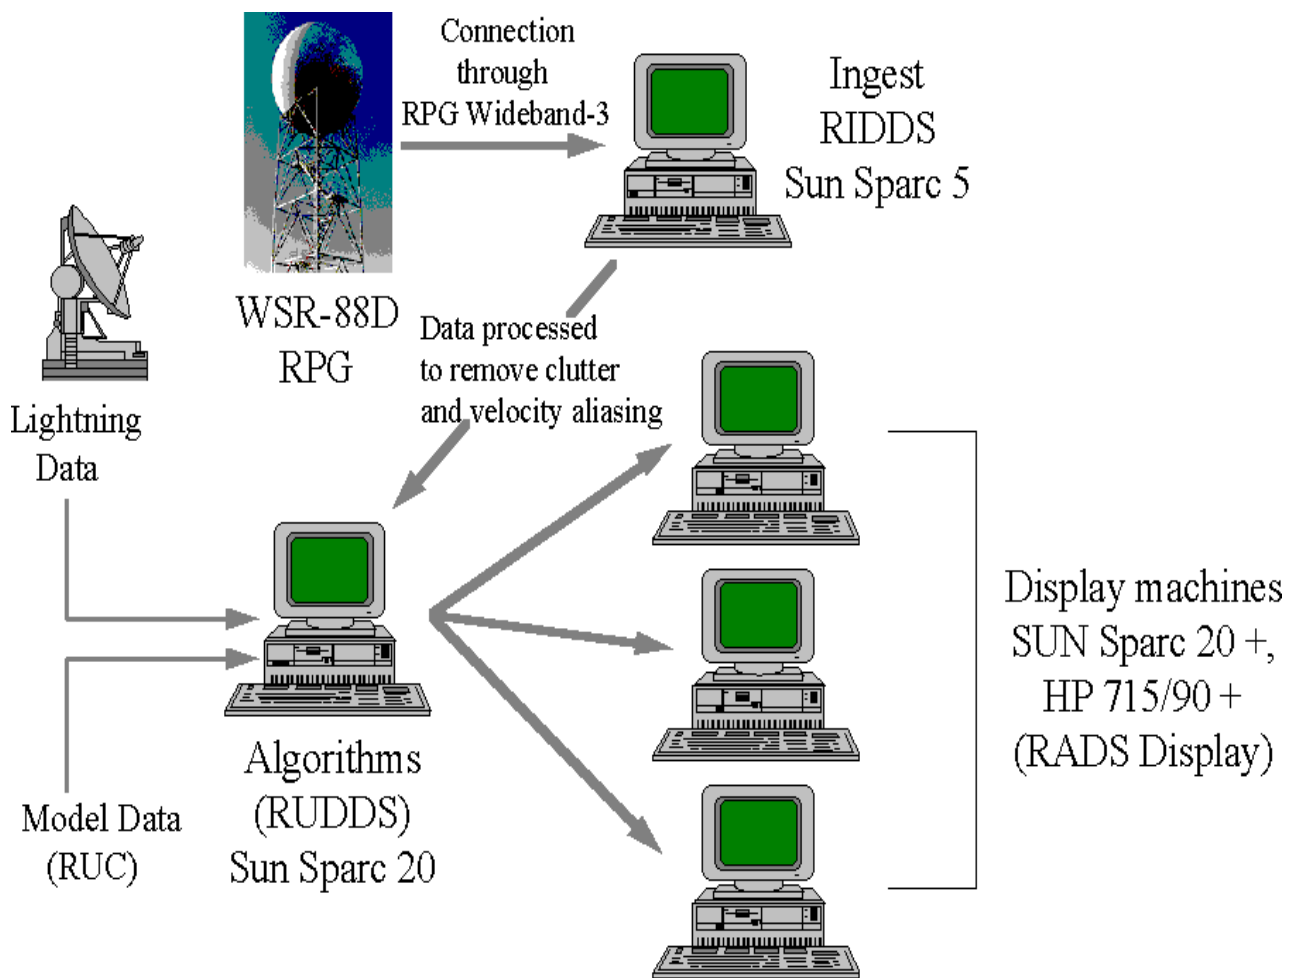 Connection
through
RPG Wideband-3
Ingest
RIDDS
Sun Sparc 5
WSR-88D
RPG
Data processed
to remove clutter
and velocity aliasing
Lightning
Data
Display machines
SUN Sparc 20 +,
HP 715/90 +
(RADS Display)
Algorithms
(RUDDS)
Sun Sparc 20
Model Data
(RUC)